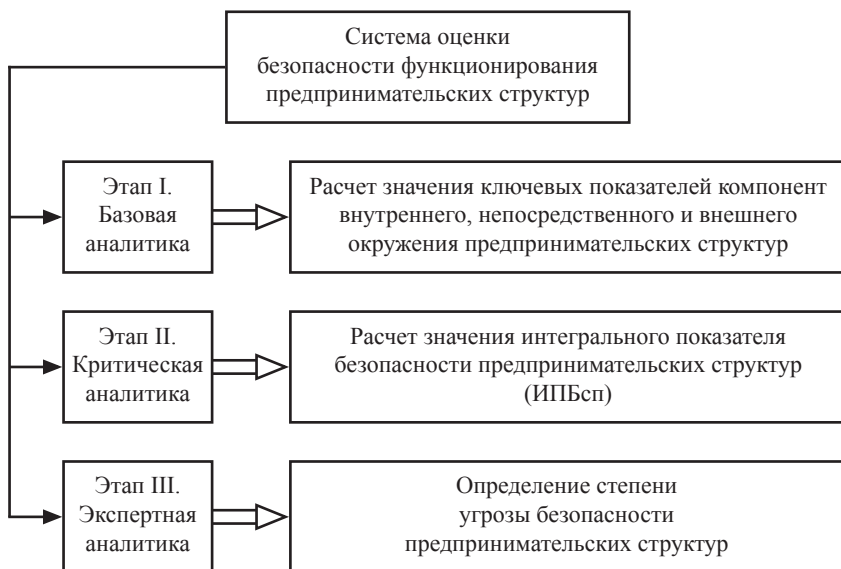 Система оценки
безопасности функционирования
предпринимательских структур
Этап I.
Базовая
аналитика
Расчет значения ключевых показателей компонент
внутреннего, непосредственного и внешнего
окружения предпринимательских структур
Этап II.
Критическая
аналитика
Расчет значения интегрального показателя
безопасности предпринимательских структур
(ИПБсп)
Этап III.
Экспертная
аналитика
Определение степени
угрозы безопасности
предпринимательских структур